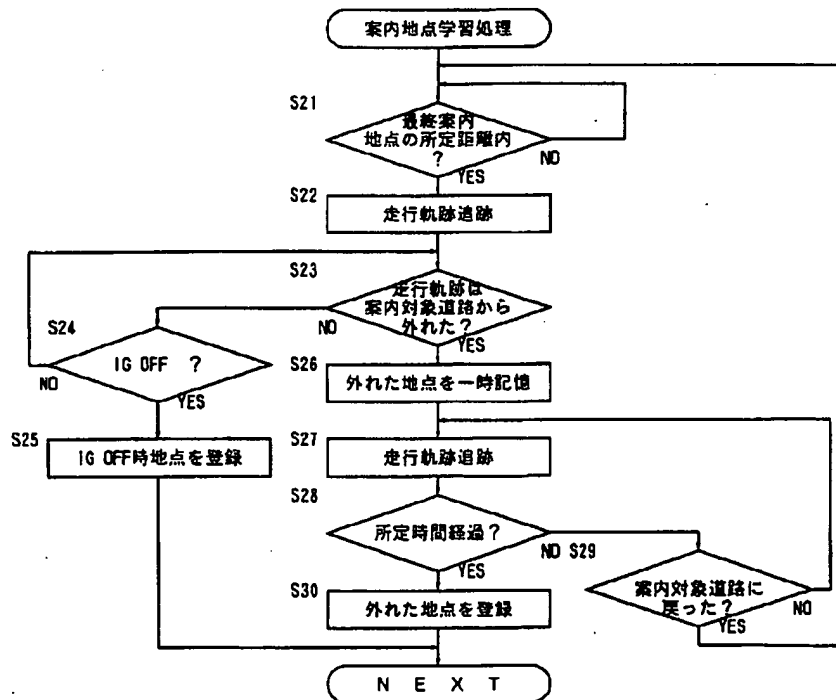 案内地点学習処理
S21
最終案内
地点の所定距離内
?
NO
YES
S22
走行軌跡追跡
S23
走行軌跡は
案内対象道路から
外れた?
NO
YES
S24
IG OFF ?
NO
YES
S25
IG OFF時地点を登録
S26
外れた地点を一時記憶
S27
走行軌跡追跡
S28
所定時間経過?
NO S29
YES
案内対象道路に
戻った?
NO
YES
S30
外れた地点を登録
N E X T